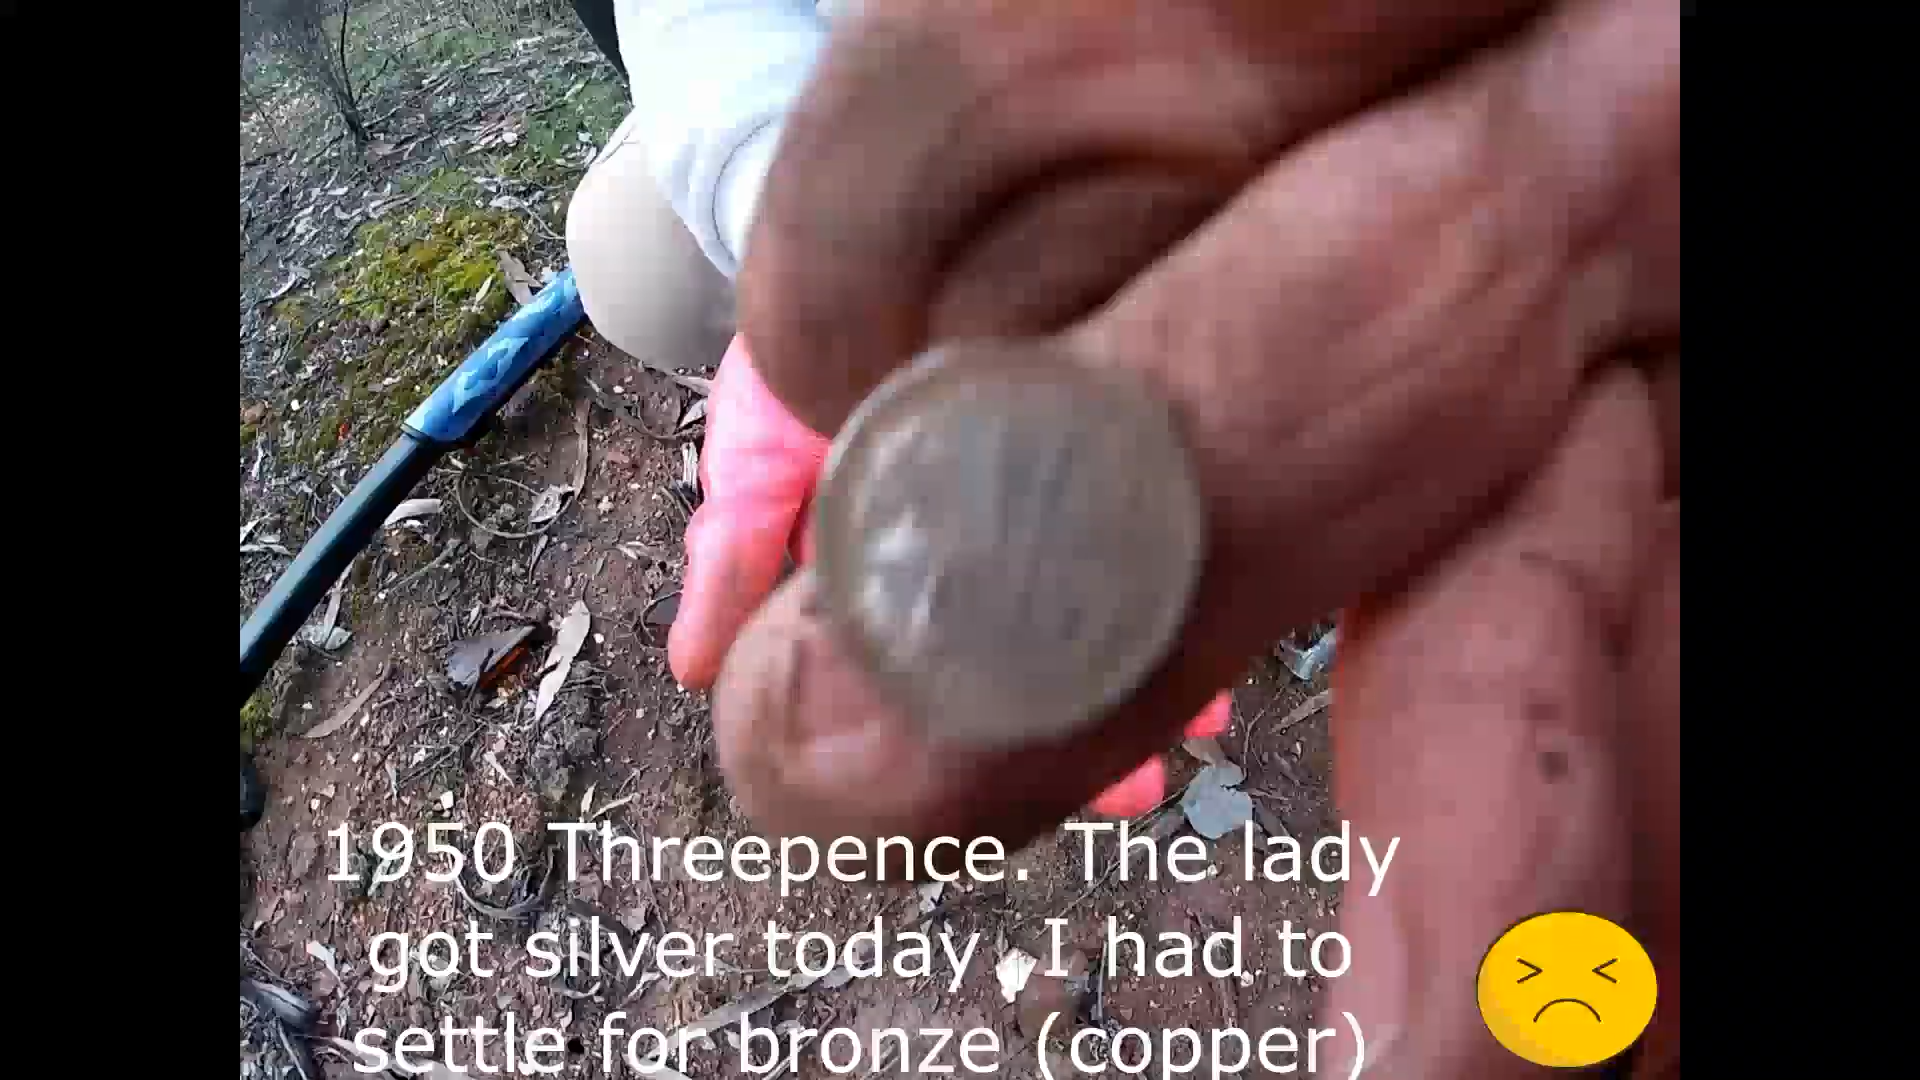 1950 Threepence. The lady
got silver today. I had to
settle for bronze (copper)